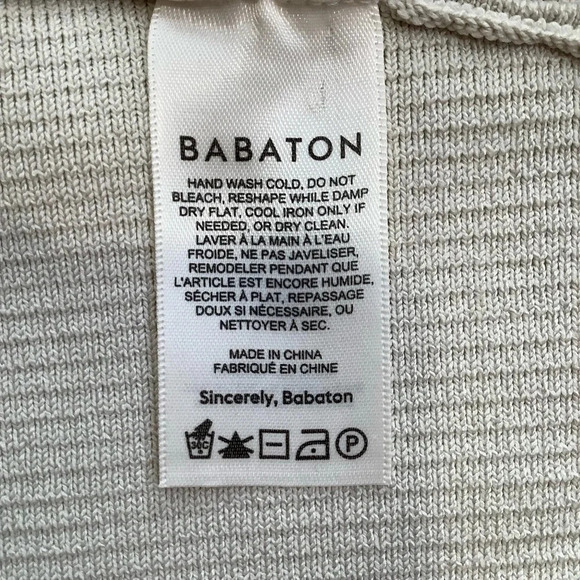 BABATON
HAND WASH COLD, DO NOT
BLEACH, RESHAPE WHILE DAMP
DRY FLAT, COOL IRON ONLY IF
NEEDED, OR DRY CLEAN.
LAVER À LA MAIN À L'EAU
FROIDE, NE PAS JAVELISER,
REMODELER PENDANT QUE
L'ARTICLE EST ENCORE HUMIDE,
SÉCHER À PLAT, REPASSAGE
DOUX SI NÉCESSAIRE, OU
NETTOYER À SEC.
MADE IN CHINA
FABRIQUÉ EN CHINE
Sincerely, Babaton
30C P